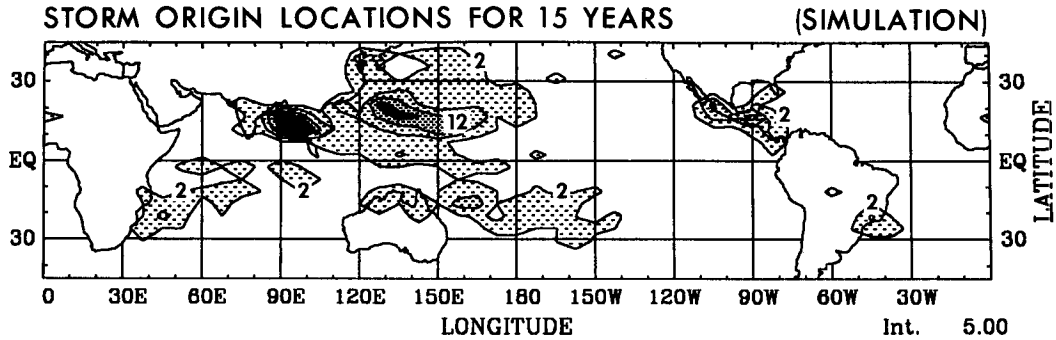 STORM ORIGIN LOCATIONS FOR 15 YEARS (SIMULATION)
2
30 30
12 2
EQ EQ
2 2 2
2
30 30
LATITUDE
0 30E 60E 90E 120E 150E 180 150W 120W 90W 60W 30W
LONGITUDE
Int. 5.00